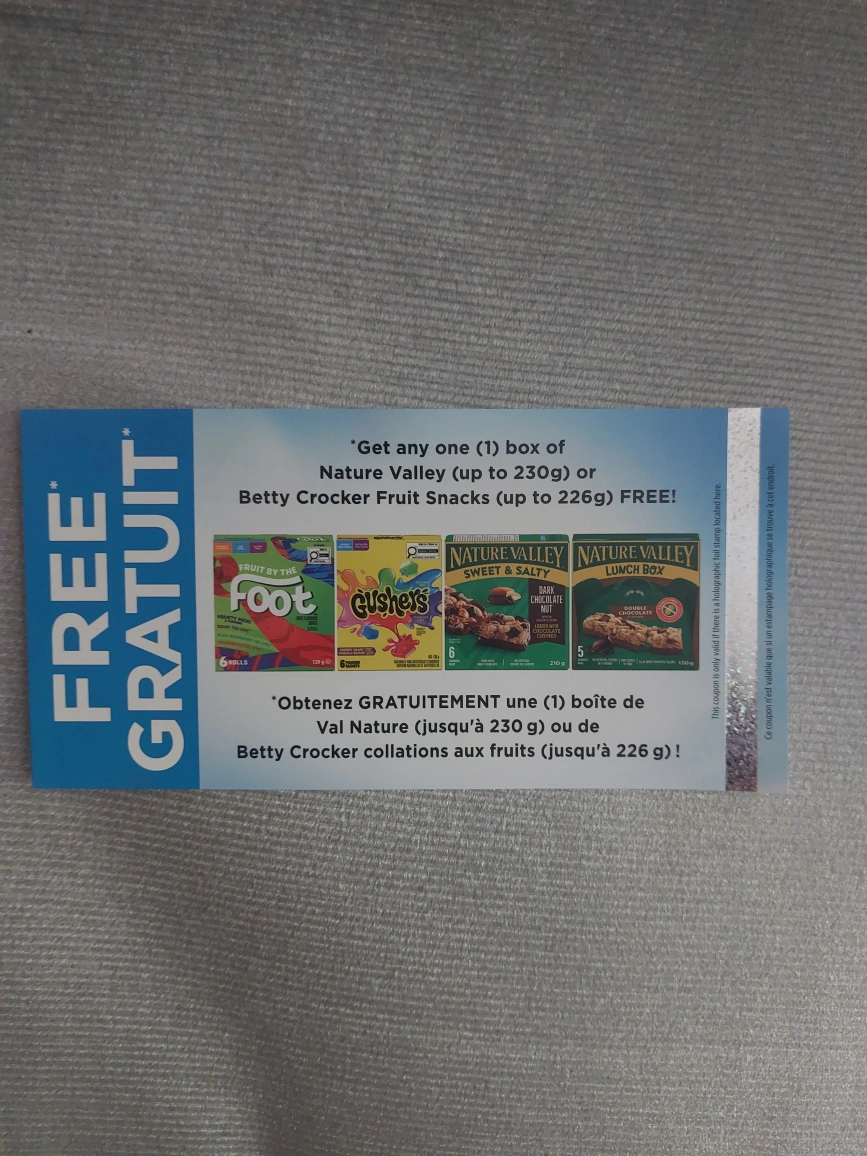 FREE*
GRATUIT*
*Get any one (1) box of
Nature Valley (up to 230g) or
Betty Crocker Fruit Snacks (up to 226g) FREE!
FRUIT BY THE
Foot
6 ROLLS
128 g
Gushers
6
NATURE VALLEY
SWEET & SALTY
DARK
CHOCOLATE
NUT
6
210 g
NATURE VALLEY
LUNCH BOX
DOUBLE
CHOCOLATE
5
130 g
*Obtenez GRATUITEMENT une (1) boîte de
Val Nature (jusqu'à 230 g) ou de
Betty Crocker collations aux fruits (jusqu'à 226 g) !
This coupon is only valid if there is a holographic foil stamp located here.
Ce coupon n'est valable que si un estampage holographique se trouve à cet endroit.